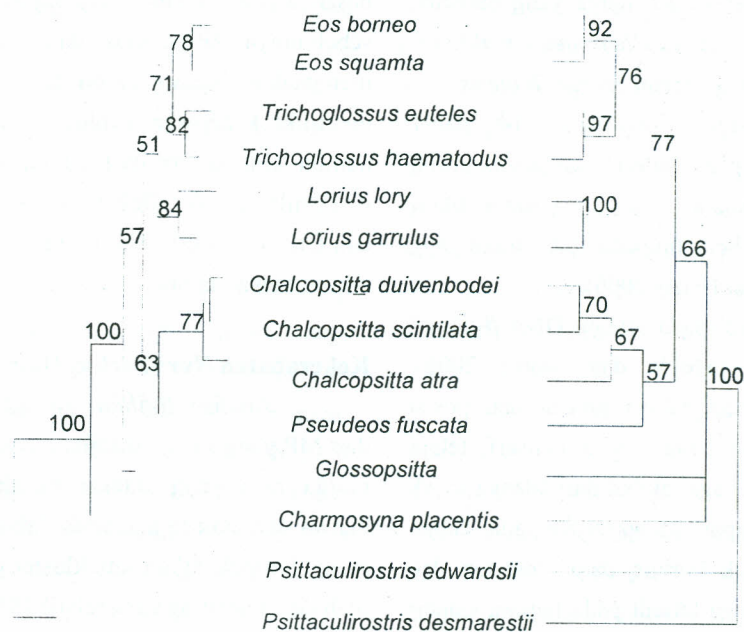 Eos borneo 92
78
Eos squamta
76
71
Trichoglossus euteles
82 97
51 77
Trichoglossus haematodus
Lorius lory
84 100
57 66
Lorius garrulus
Chalcopsitta duivenbodei
70
77 Chalcopsitta scintilata
100 67
63 57
Chalcopsitta atra 100
100 Pseudeos fuscata
Glossopsitta
Charmosyna placentis
Psittaculirostris edwardsii
Psittaculirostris desmarestii